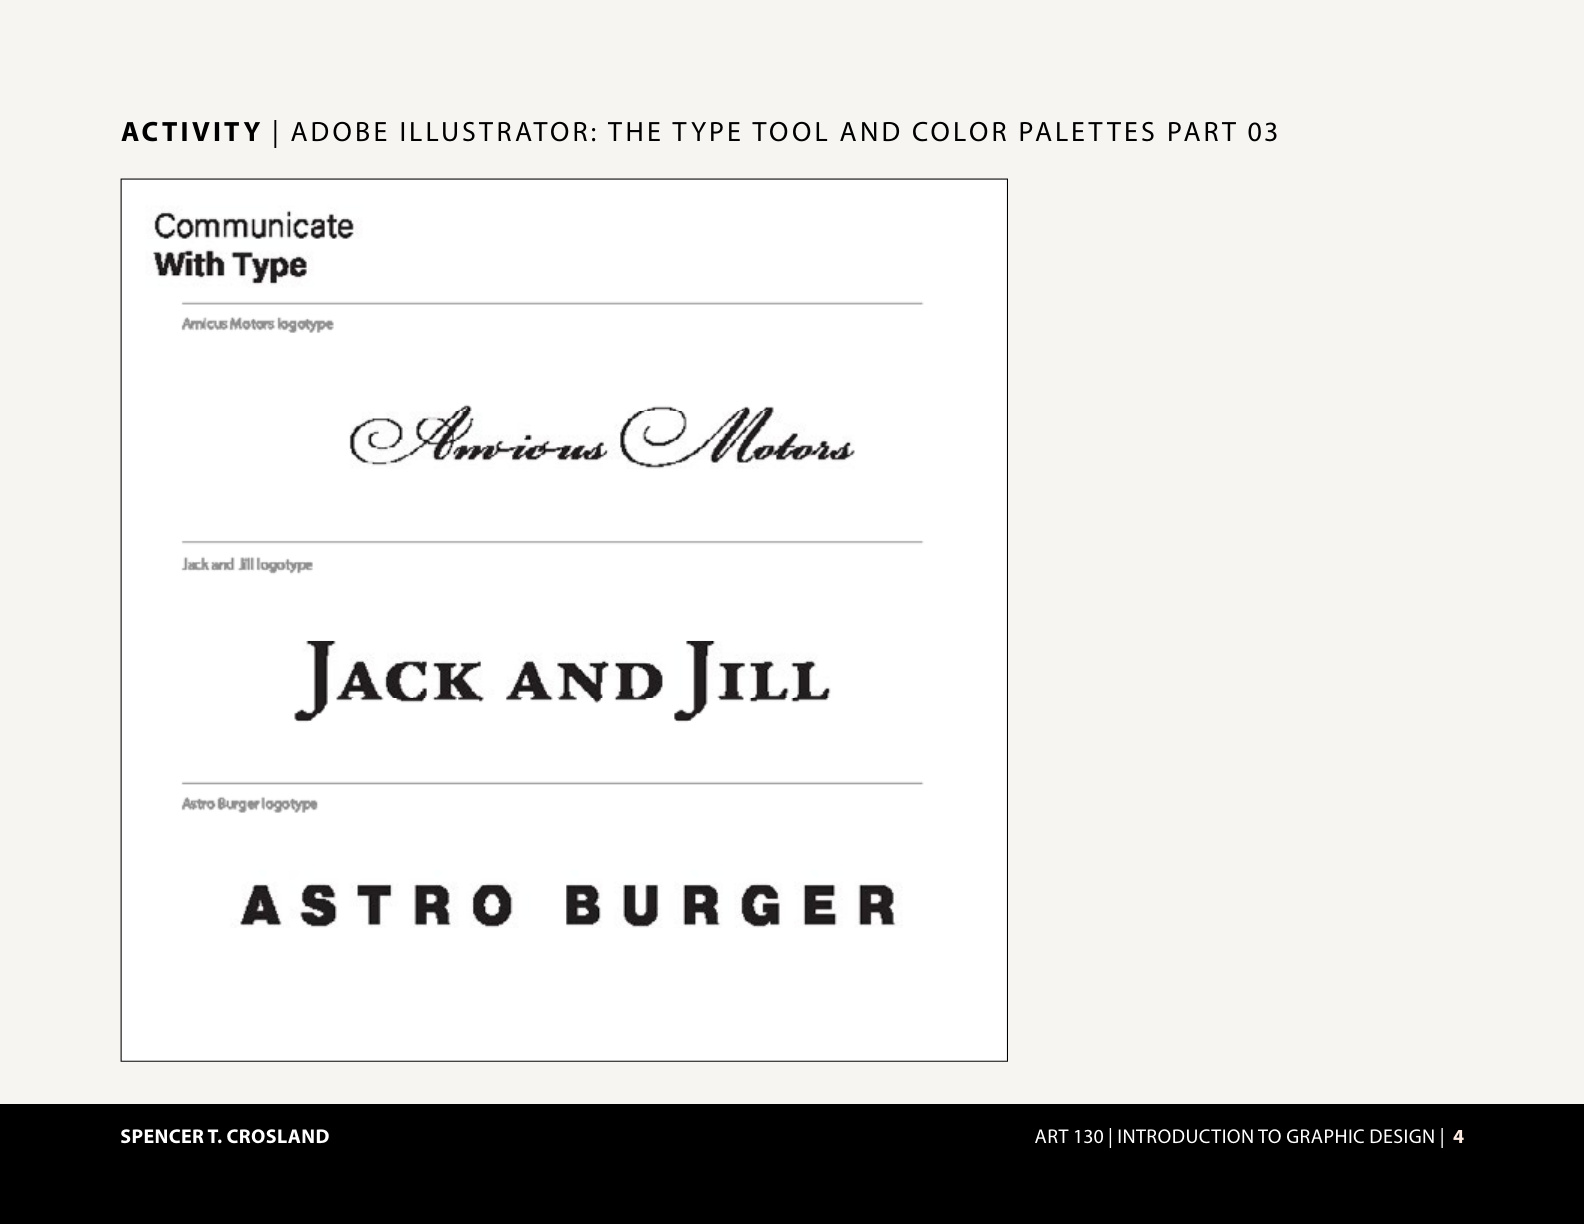 ACTIVITY | ADOBE ILLUSTRATOR: THE TYPE TOOL AND COLOR PALETTES PART 03
Communicate
With Type
Amicus Motors logotype
Amicus Motors
Jack and Jill logotype
JACK AND JILL
Astro Burger logotype
ASTRO BURGER
SPENCER T. CROSLAND
ART 130 | INTRODUCTION TO GRAPHIC DESIGN | 4